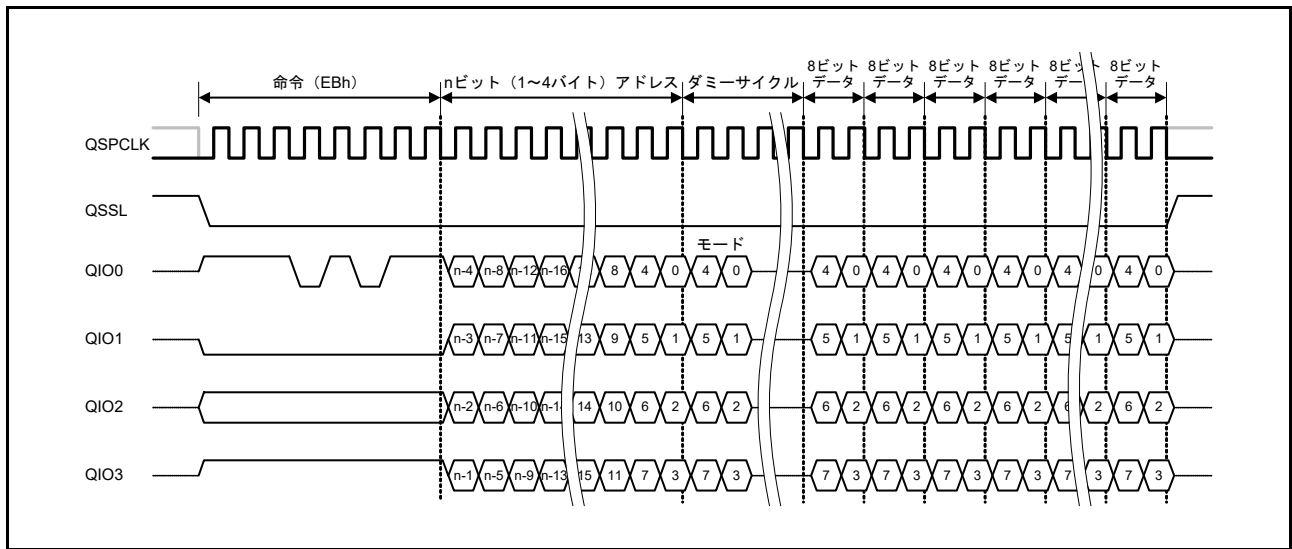 8ビット 8ビット 8ビット 8ビット 8ビット 8ビット
命令（EBh） nビット（1～4バイト）アドレス ダミーサイクル データ データ データ データ データ データ
QSPCLK
QSSL
モード
QIO0 n-4 n-8 n-12 n-16 8 4 0 4 0 4 0 4 0 4 0 4 0 4 0 4 0
QIO1 n-3 n-7 n-11 n-15 13 9 5 1 5 1 5 1 5 1 5 1 5 1 5 1 5 1
QIO2 n-2 n-6 n-10 14 10 6 2 6 2 6 2 6 2 6 2 6 2 6 2 6 2
QIO3 n-1 n-5 n-9 n-13 15 11 7 3 7 3 7 3 7 3 7 3 7 3 7 3 7 3